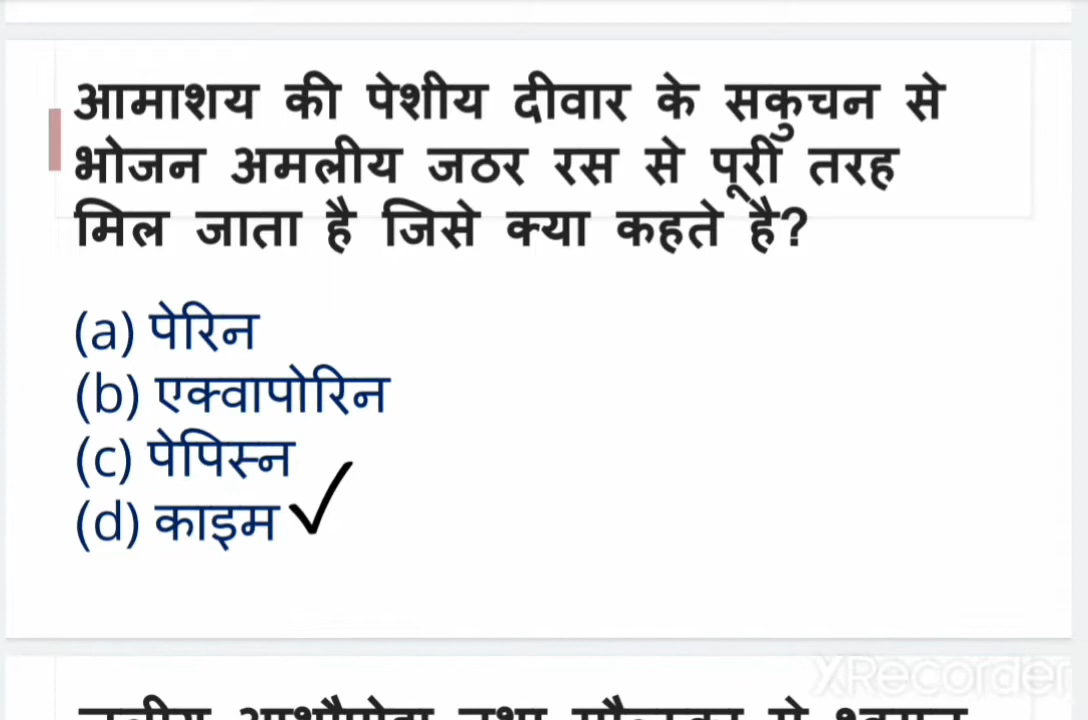 आमाशय की पेशीय दीवार के सकुचन से
भोजन अमलीय जठर रस से पूरी तरह
मिल जाता है जिसे क्या कहते है?
(a) पेरिन
(b) एक्वापोरिन
(c) पेपिस्न
(d) काइम
XRecorder